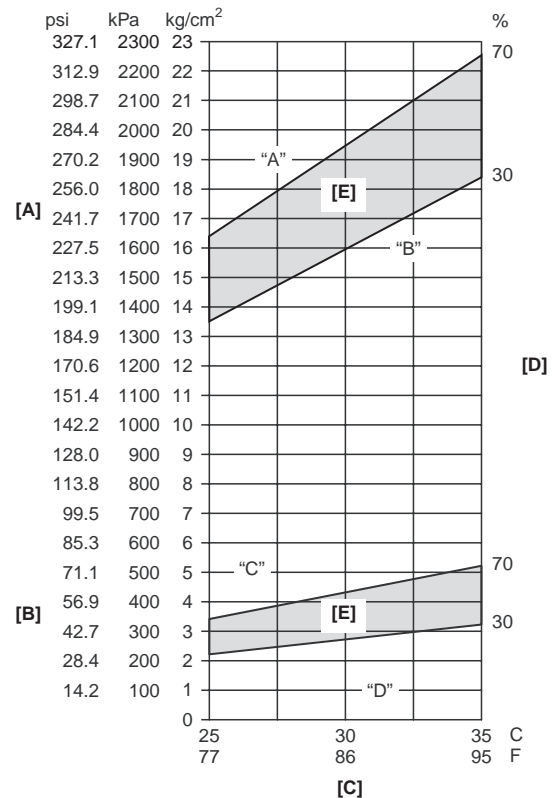 psi kPa kg/cm2 %
327.1 2300 23
70
312.9 2200 22
298.7 2100 21
284.4 2000 20
270.2 1900 19 “A”
30
256.0 1800 18 [E]
[A]
241.7 1700 17
227.5 1600 16 “B”
213.3 1500 15
199.1 1400 14
184.9 1300 13
170.6 1200 12 [D]
151.4 1100 11
142.2 1000 10
128.0 900 9
113.8 800 8
99.5 700 7
85.3 600 6
70
71.1 500 5 “C”
56.9 400 4
[B] [E] 30
42.7 300 3
28.4 200 2
14.2 100 1 “D”
0
25 30 35 C
77 86 95 F
[C]